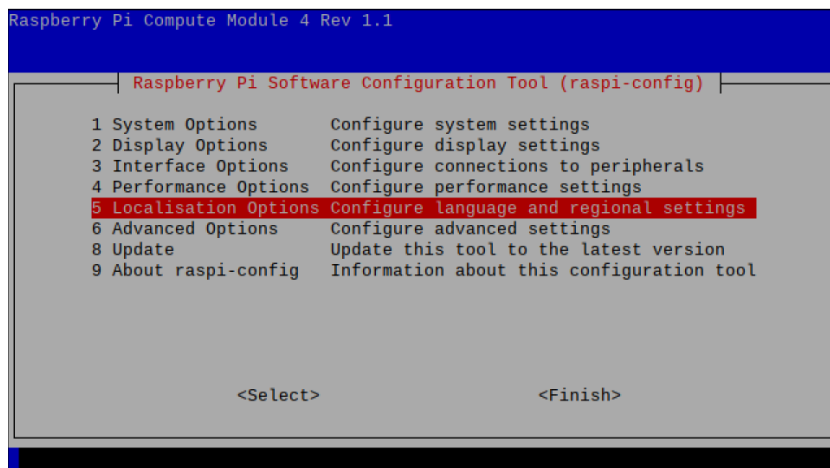 Raspberry Pi Compute Module 4 Rev 1.1
Raspberry Pi Software Configuration Tool (raspi-config)
1 System Options Configure system settings
2 Display Options Configure display settings
3 Interface Options Configure connections to peripherals
4 Performance Options Configure performance settings
5 Localisation Options Configure language and regional settings
6 Advanced Options Configure advanced settings
8 Update Update this tool to the latest version
9 About raspi-config Information about this configuration tool
<Select> <Finish>